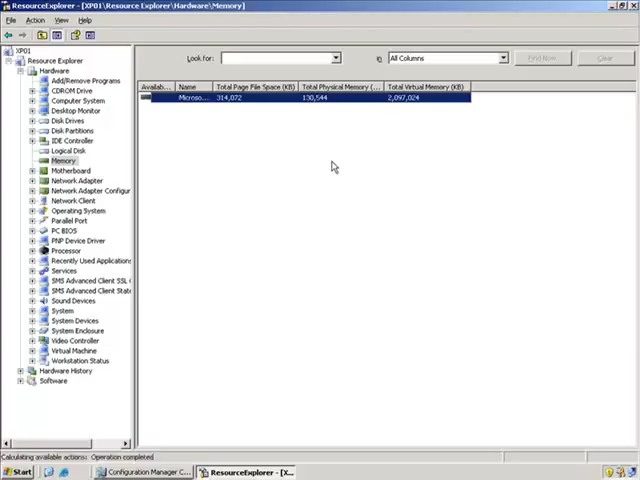 ResourceExplorer - [XP01\Resource Explorer\Hardware\Memory]
File Action View Help
XP01
Resource Explorer
Hardware
Add/Remove Programs
CDROM Drive
Computer System
Desktop Monitor
Disk Drives
Disk Partitions
IDE Controller
Logical Disk
Memory
Motherboard
Network Adapter
Network Adapter Configur
Network Client
Operating System
Parallel Port
PC BIOS
PNP Device Driver
Processor
Recently Used Applications
Services
SMS Advanced Client SSL
SMS Advanced Client Stat
Sound Devices
System
System Devices
System Enclosure
Video Controller
Virtual Machine
Workstation Status
Hardware History
Software
Look for: in All Columns Find Now Clear
Availab... Name Total Page File Space (KB) Total Physical Memory (... Total Virtual Memory (KB)
Microso... 314,072 130,544 2,097,024
Calculating available actions: Operation completed
Start Configuration Manager C... ResourceExplorer - [X...